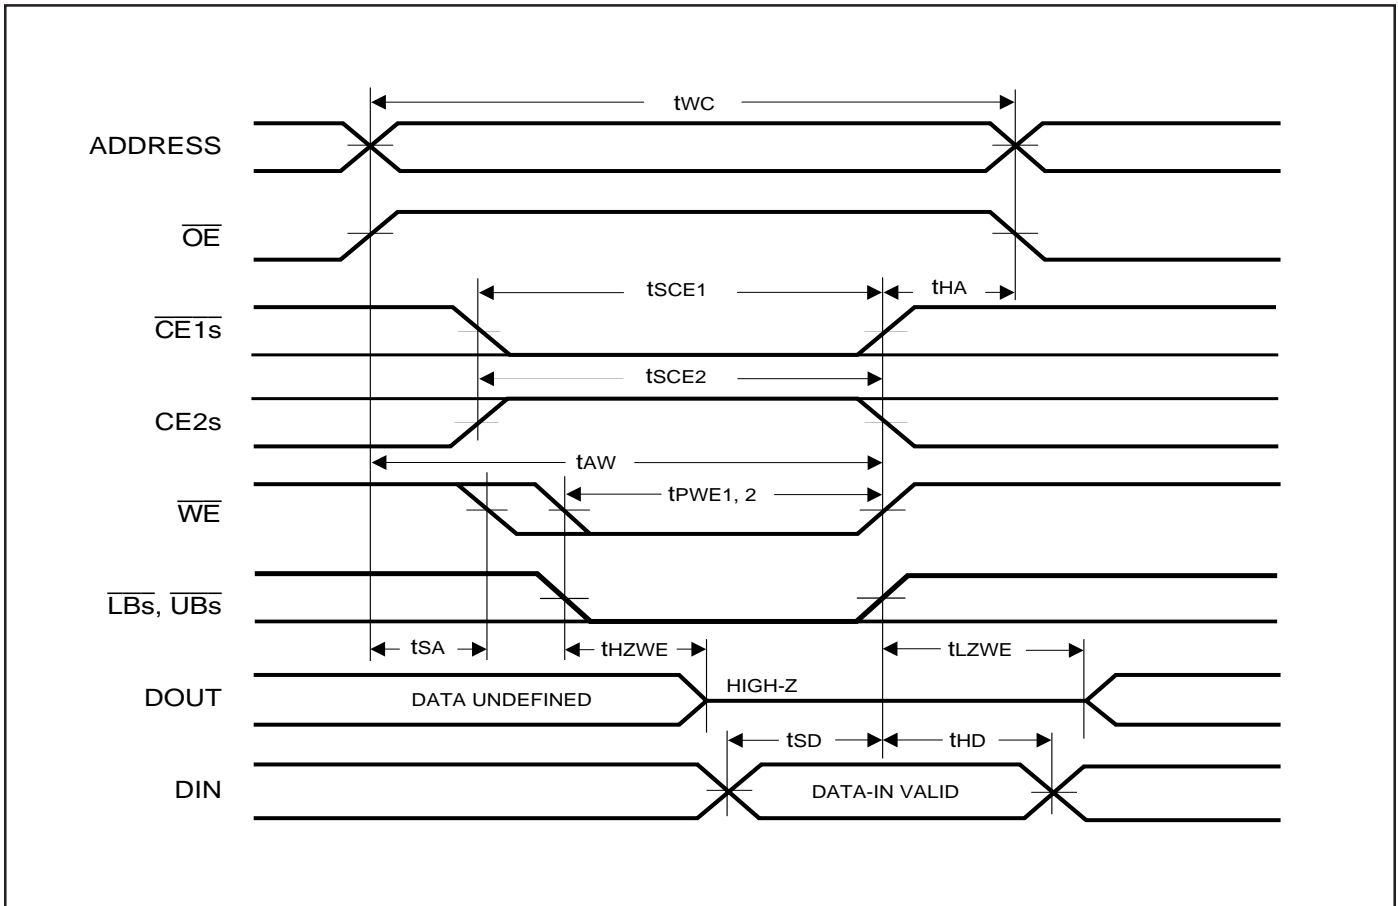 tWC
ADDRESS
OE
tSCE1
tHA
CE1s
tSCE2
CE2s
tAW
tPWE1, 2
WE
LBs, UBs
tSA
tHZWE
tLZWE
DOUT
DATA UNDEFINED
HIGH-Z
tSD
tHD
DIN
DATA-IN VALID